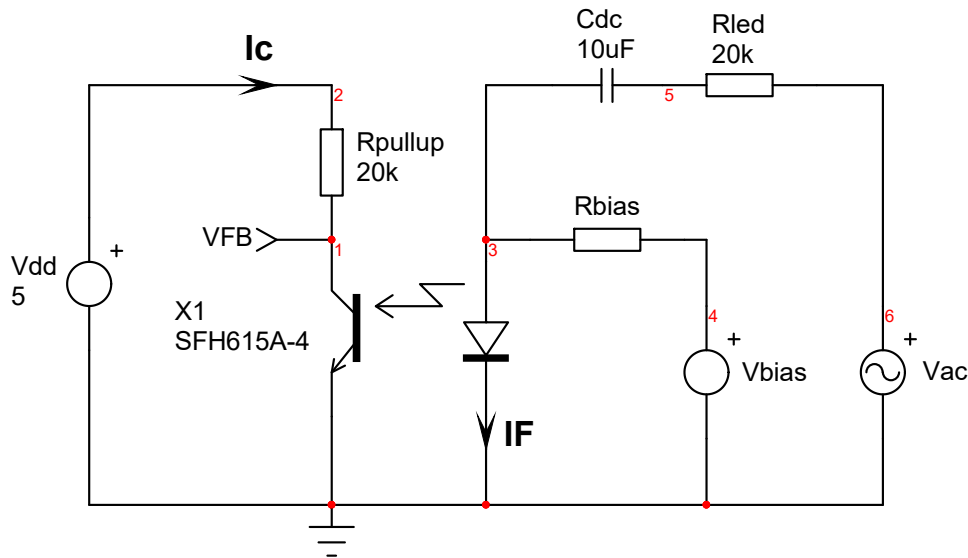 Cdc
10uF
Rled
20k
Ic
2
5
Rpullup
20k
Rbias
VFB
1
3
Vdd
5
+
X1
SFH615A-4
4
+
Vbias
6
+
Vac
IF